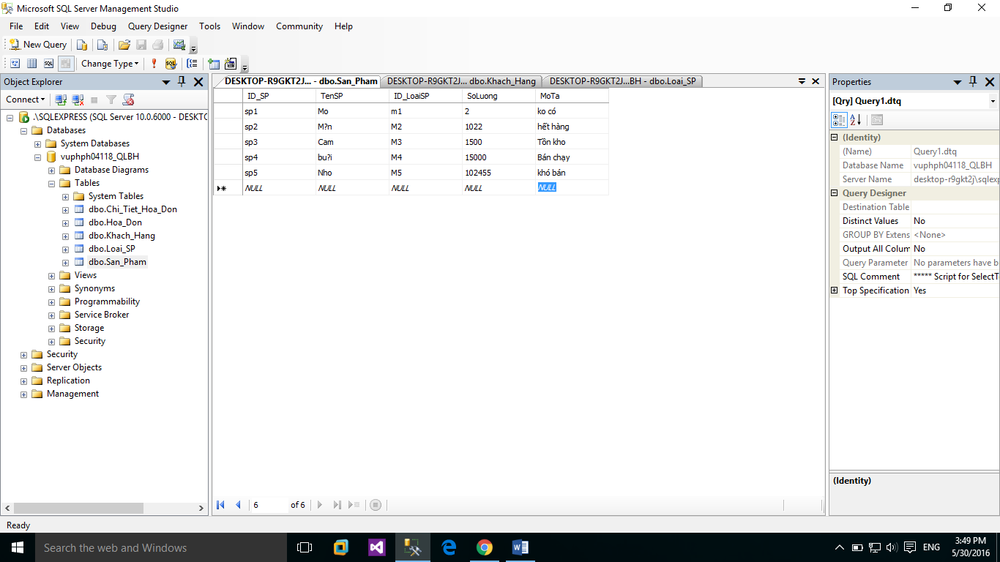 Microsoft SQL Server Management Studio
File Edit View Debug Query Designer Tools Window Community Help
New Query
Change Type
Object Explorer
Connect
.\SQLEXPRESS (SQL Server 10.0.6000 - DESKTO
Databases
System Databases
vuphph04118_QLBH
Database Diagrams
Tables
System Tables
dbo.Chi_Tiet_Hoa_Don
dbo.Hoa_Don
dbo.Khach_Hang
dbo.Loai_SP
dbo.San_Pham
Views
Synonyms
Programmability
Service Broker
Storage
Security
Security
Server Objects
Replication
Management
DESKTOP-R9GKT2J... - dbo.San_Pham DESKTOP-R9GKT2J... dbo.Khach_Hang DESKTOP-R9GKT2J...BH - dbo.Loai_SP
ID_SP TenSP ID_LoaiSP SoLuong MoTa
sp1 Mo m1 2 ko có
sp2 M?n M2 1022 hết hàng
sp3 Cam M3 1500 Tồn kho
sp4 bu?i M4 15000 Bán chạy
sp5 Nho M5 102455 khó bán
NULL NULL NULL NULL NULL
6 of 6
Properties
[Qry] Query1.dtq
(Identity)
(Name) Query1.dtq
Database Name vuphph04118_QLBH
Server Name desktop-r9gkt2j\sqlexp
Query Designer
Destination Table
Distinct Values No
GROUP BY Extens <None>
Output All Colum No
Query Parameter No parameters have b
SQL Comment ***** Script for SelectT
Top Specification Yes
(Identity)
Ready
Search the web and Windows
ENG
3:49 PM
5/30/2016